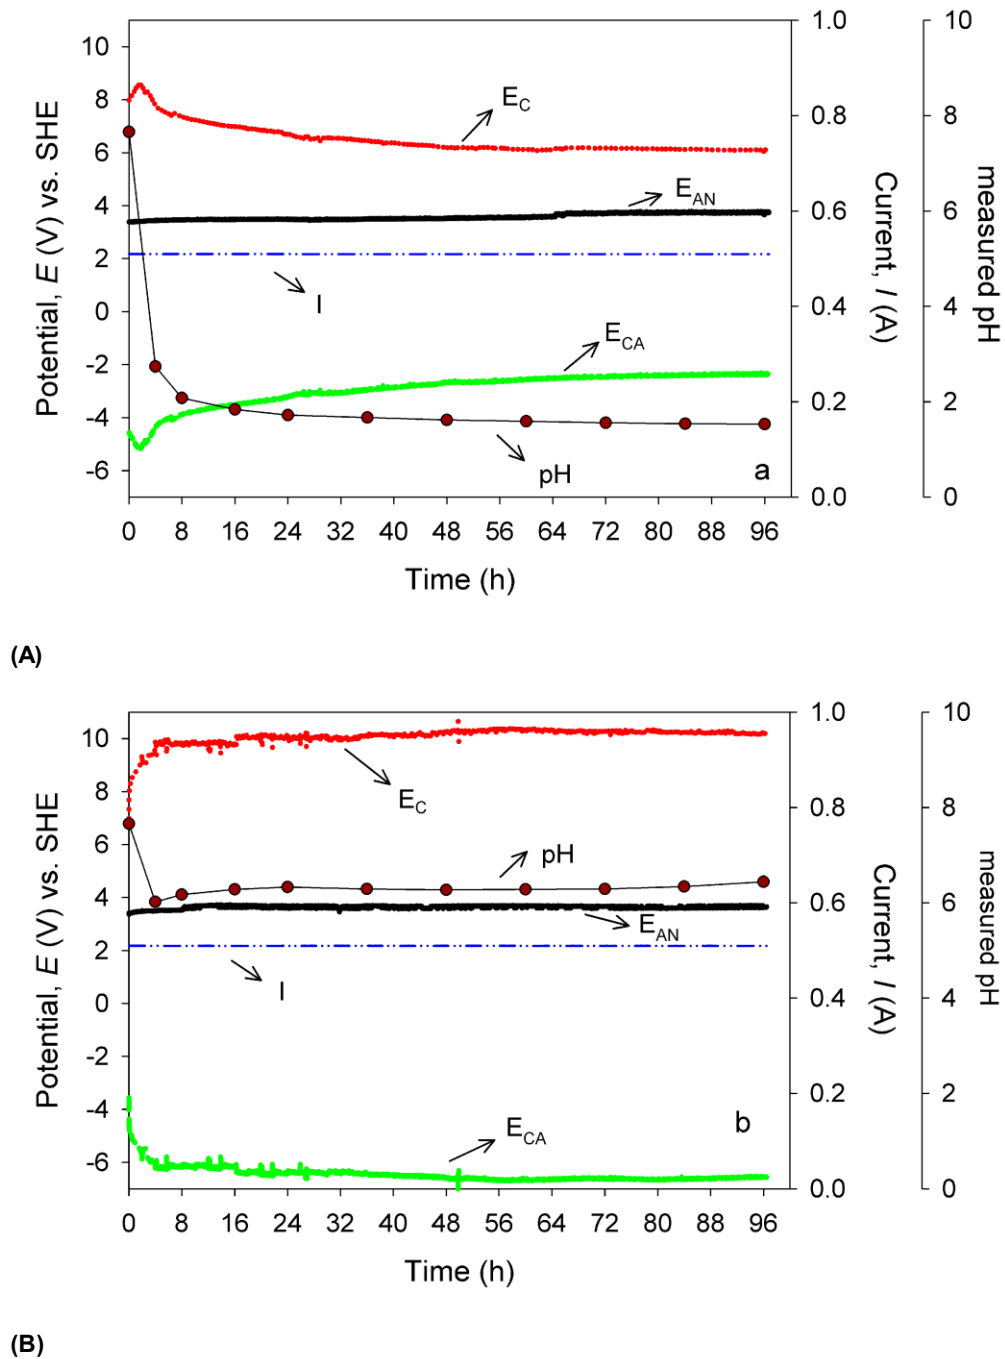 10
8
6
4
2
0
-2
-4
-6
Potential, E (V) vs. SHE
E_C
E_AN
I
E_CA
pH
a
1.0
0.8
0.6
0.4
0.2
0.0
Current, I (A)
10
8
6
4
2
0
measured pH
0 8 16 24 32 40 48 56 64 72 80 88 96
Time (h)
(A)
10
8
6
4
2
0
-2
-4
-6
Potential, E (V) vs. SHE
E_C
pH
E_AN
I
E_CA
b
1.0
0.8
0.6
0.4
0.2
0.0
Current, I (A)
10
8
6
4
2
0
measured pH
0 8 16 24 32 40 48 56 64 72 80 88 96
Time (h)
(B)